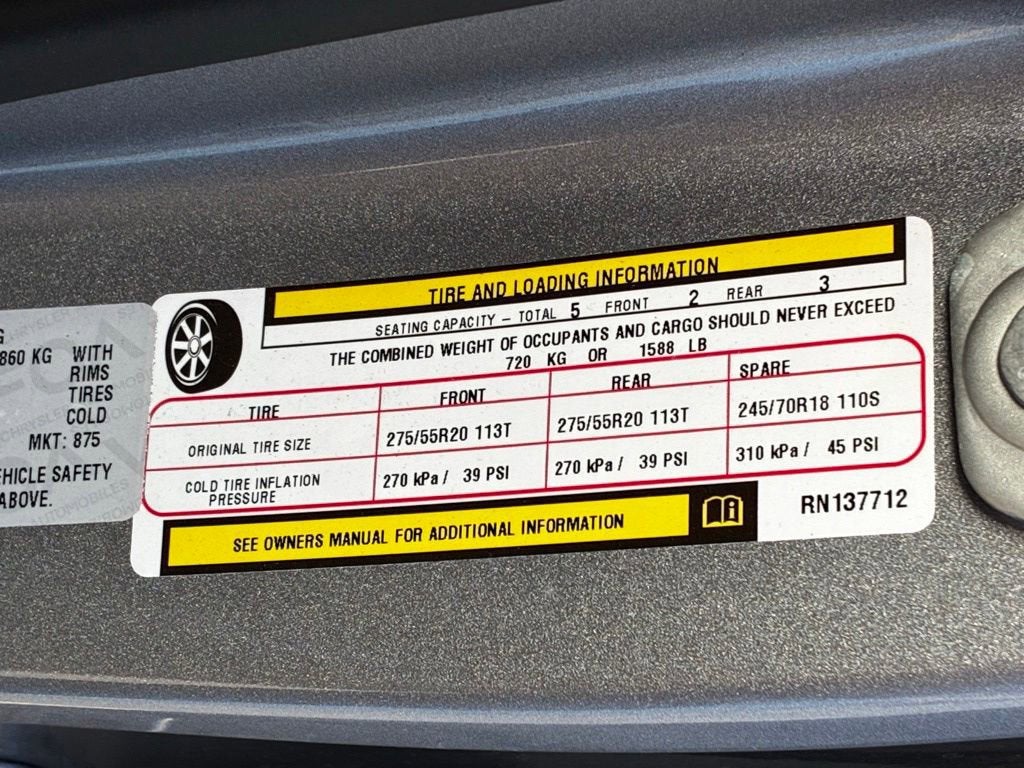 G
860 KG WITH
RIMS
TIRES
COLD
MKT: 875
VEHICLE SAFETY
ABOVE.
TIRE AND LOADING INFORMATION
SEATING CAPACITY - TOTAL 5 FRONT 2 REAR 3
THE COMBINED WEIGHT OF OCCUPANTS AND CARGO SHOULD NEVER EXCEED
720 KG OR 1588 LB
TIRE FRONT REAR SPARE
ORIGINAL TIRE SIZE 275/55R20 113T 275/55R20 113T 245/70R18 110S
COLD TIRE INFLATION PRESSURE 270 kPa / 39 PSI 270 kPa / 39 PSI 310 kPa / 45 PSI
SEE OWNERS MANUAL FOR ADDITIONAL INFORMATION
RN137712